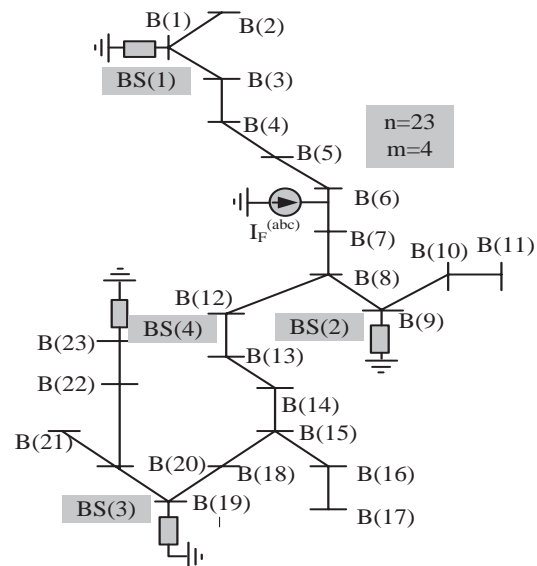 B(1)
B(2)
BS(1)
B(3)
B(4)
n=23
m=4
B(5)
B(6)
I_F^(abc)
B(7)
B(10)
B(11)
B(8)
B(12)
BS(4)
BS(2)
B(9)
B(23)
B(13)
B(22)
B(14)
B(21)
B(15)
B(20)
B(18)
B(16)
BS(3)
B(19)
B(17)